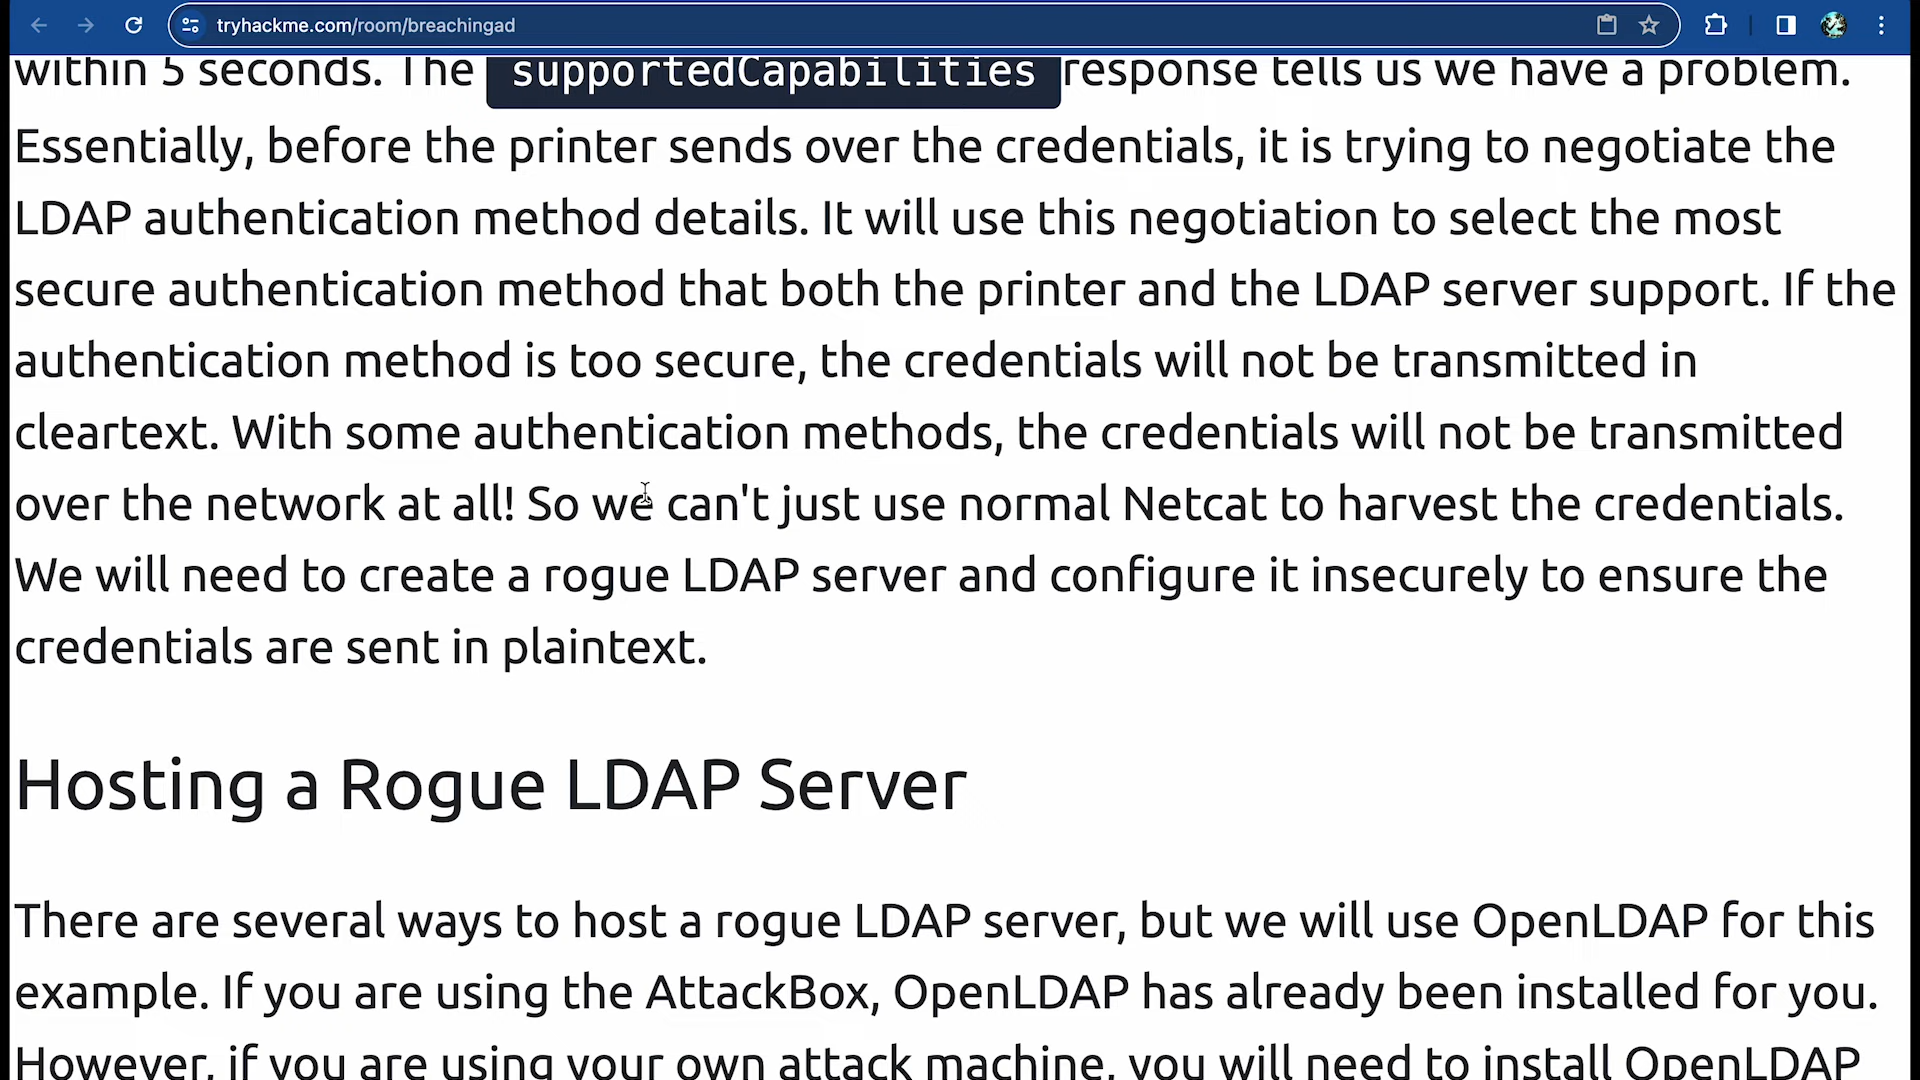 tryhackme.com/room/breachingad
within 5 seconds. The supportedCapabilities response tells us we have a problem.
Essentially, before the printer sends over the credentials, it is trying to negotiate the
LDAP authentication method details. It will use this negotiation to select the most
secure authentication method that both the printer and the LDAP server support. If the
authentication method is too secure, the credentials will not be transmitted in
cleartext. With some authentication methods, the credentials will not be transmitted
over the network at all! So we can't just use normal Netcat to harvest the credentials.
We will need to create a rogue LDAP server and configure it insecurely to ensure the
credentials are sent in plaintext.
Hosting a Rogue LDAP Server
There are several ways to host a rogue LDAP server, but we will use OpenLDAP for this
example. If you are using the AttackBox, OpenLDAP has already been installed for you.
However, if you are using your own attack machine, you will need to install OpenLDAP